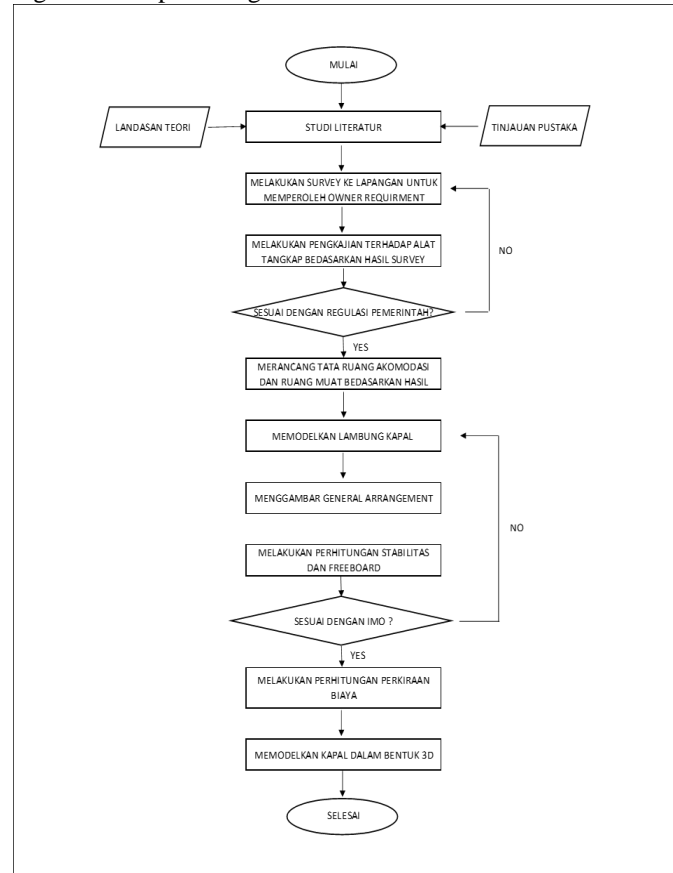 MULAI
LANDASAN TEORI
STUDI LITERATUR
TINJAUAN PUSTAKA
MELAKUKAN SURVEY KE LAPANGAN UNTUK
MEMPEROLEH OWNER REQUIRMENT
MELAKUKAN PENGKAJIAN TERHADAP ALAT
TANGKAP BEDASARKAN HASIL SURVEY
NO
SESUAI DENGAN REGULASI PEMERINTAH?
YES
MERANCANG TATA RUANG AKOMODASI
DAN RUANG MUAT BEDASARKAN HASIL
MEMODELKAN LAMBUNG KAPAL
MENGGAMBAR GENERAL ARRANGEMENT
NO
MELAKUKAN PERHITUNGAN STABILITAS
DAN FREEBOARD
SESUAI DENGAN IMO ?
YES
MELAKUKAN PERHITUNGAN PERKIRAAN
BIAYA
MEMODELKAN KAPAL DALAM BENTUK 3D
SELESAI